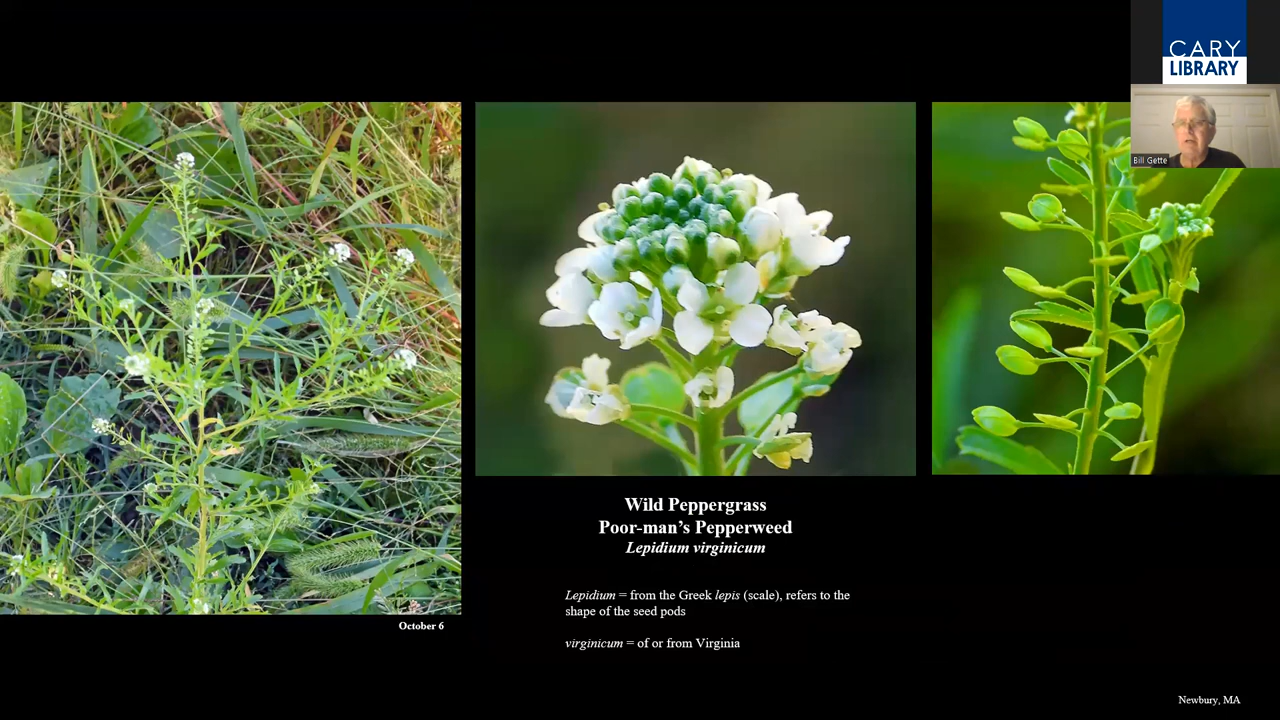 CARY
LIBRARY
Bill Gette
Wild Peppergrass
Poor-man's Pepperweed
Lepidium virginicum
Lepidium = from the Greek lepis (scale), refers to the
shape of the seed pods
virginicum = of or from Virginia
October 6
Newbury, MA